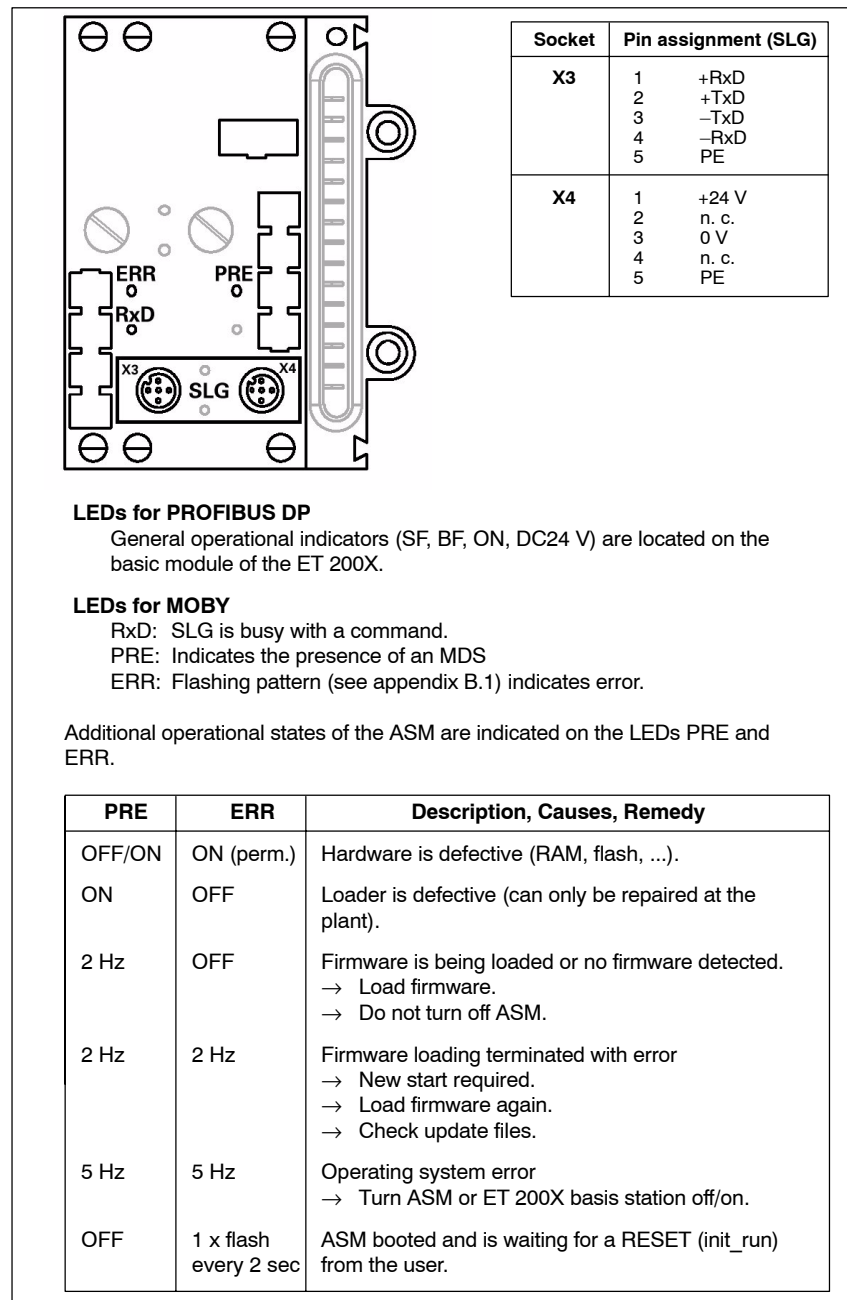 ERR
PRE
RxD
X3
SLG
X4
Socket Pin assignment (SLG)
X3 1 +RxD
2 +TxD
3 –TxD
4 –RxD
5 PE
X4 1 +24 V
2 n. c.
3 0 V
4 n. c.
5 PE
LEDs for PROFIBUS DP
General operational indicators (SF, BF, ON, DC24 V) are located on the
basic module of the ET 200X.
LEDs for MOBY
RxD: SLG is busy with a command.
PRE: Indicates the presence of an MDS
ERR: Flashing pattern (see appendix B.1) indicates error.
Additional operational states of the ASM are indicated on the LEDs PRE and
ERR.
PRE ERR Description, Causes, Remedy
OFF/ON ON (perm.) Hardware is defective (RAM, flash, ...).
ON OFF Loader is defective (can only be repaired at the
plant).
2 Hz OFF Firmware is being loaded or no firmware detected.
→ Load firmware.
→ Do not turn off ASM.
2 Hz 2 Hz Firmware loading terminated with error
→ New start required.
→ Load firmware again.
→ Check update files.
5 Hz 5 Hz Operating system error
→ Turn ASM or ET 200X basis station off/on.
OFF 1 x flash ASM booted and is waiting for a RESET (init_run)
every 2 sec from the user.